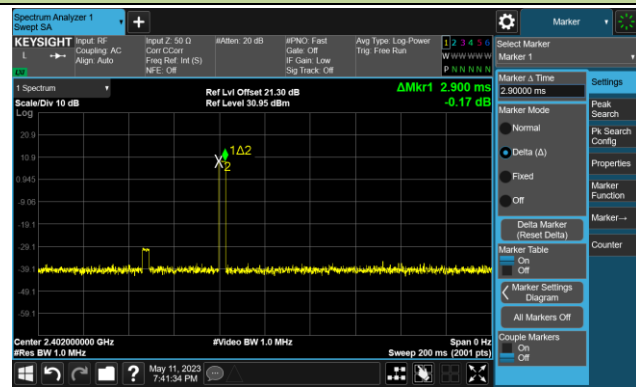 Spectrum Analyzer 1
Swept SA
Marker
KEYSIGHT
L
Input: RF
Coupling: AC
Align: Auto
Input Z: 50 Ω
Corr CCorr
Freq Ref: Int (S)
NFE: Off
#Atten: 20 dB
#PNO: Fast
Gate: Off
IF Gain: Low
Sig Track: Off
Avg Type: Log-Power
Trig: Free Run
1 2 3 4 5 6
W W W W W W
P N N N N N
Select Marker
Marker 1
1 Spectrum
Scale/Div 10 dB
Log
Ref Lvl Offset 21.30 dB
Ref Level 30.95 dBm
ΔMkr1 2.900 ms
-0.17 dB
20.9
10.9
0.945
-9.06
-19.1
-29.1
-39.1
-49.1
-59.1
1Δ2
X2
Center 2.402000000 GHz
#Res BW 1.0 MHz
#Video BW 1.0 MHz
Span 0 Hz
Sweep 200 ms (2001 pts)
Marker Δ Time
2.90000 ms
Marker Mode
Normal
Delta (Δ)
Fixed
Off
Delta Marker
(Reset Delta)
Marker Table
On
Off
Marker Settings
Diagram
All Markers Off
Couple Markers
On
Off
Settings
Peak
Search
Pk Search
Config
Properties
Marker
Function
Marker→
Counter
?
May 11, 2023
7:41:34 PM